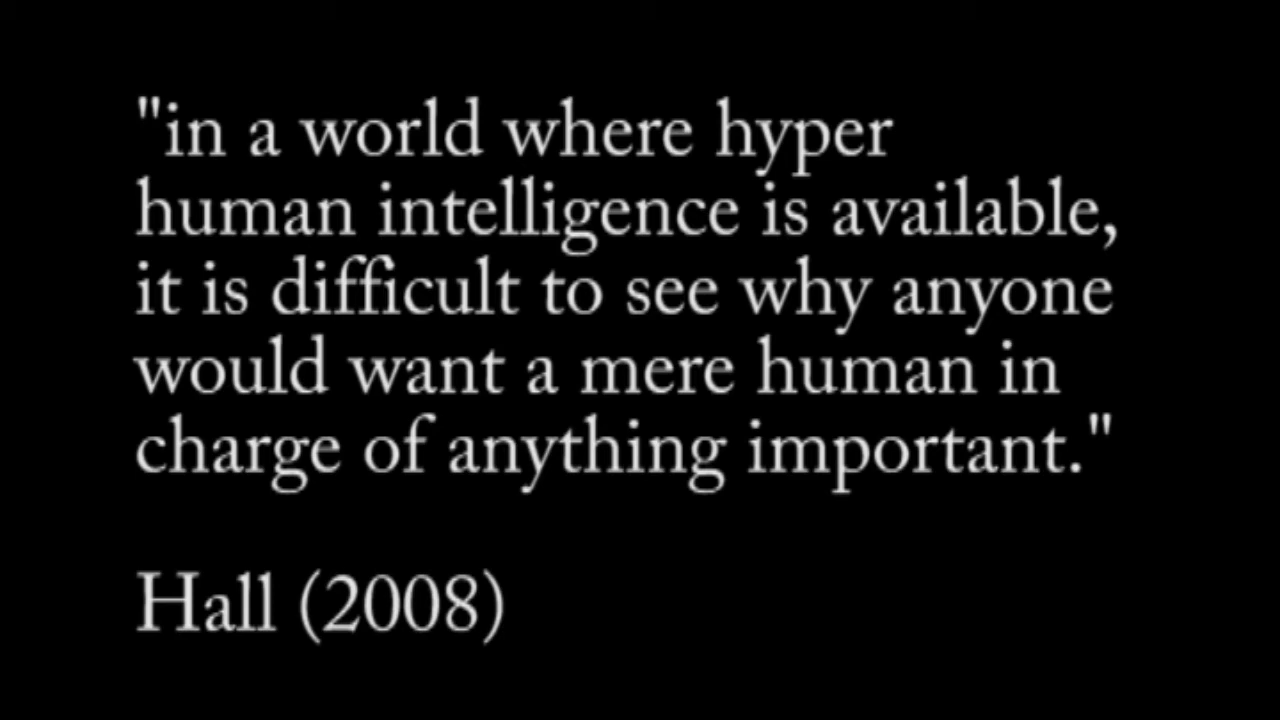 "in a world where hyper
human intelligence is available,
it is difficult to see why anyone
would want a mere human in
charge of anything important."
Hall (2008)